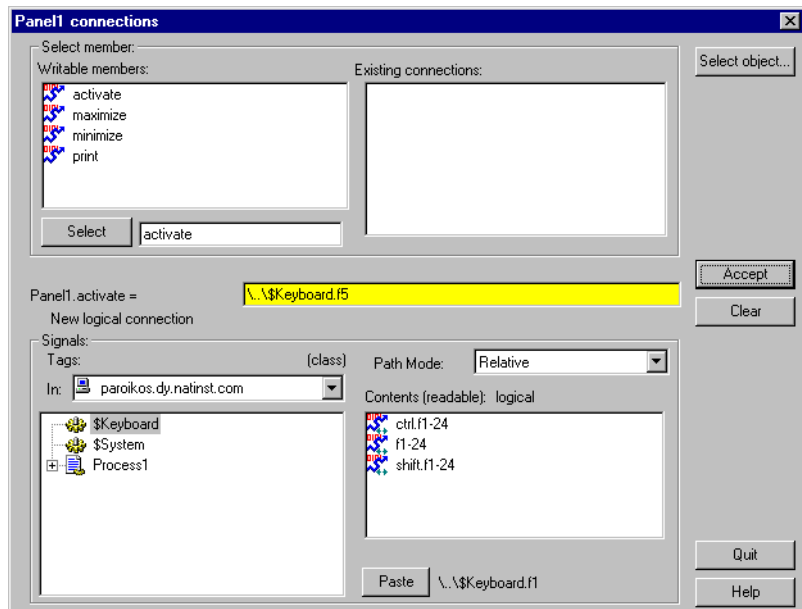 Panel1 connections
Select member:
Writable members:
activate
maximize
minimize
print
Existing connections:
Select object...
Select
activate
Panel1.activate =
\..\$Keyboard.f5
Accept
New logical connection
Clear
Signals:
Tags:
(class)
Path Mode:
Relative
In:
paroikos.dy.natinst.com
Contents (readable): logical
$Keyboard
$System
Process1
ctrl.f1-24
f1-24
shift.f1-24
Paste
\..\$Keyboard.f1
Quit
Help